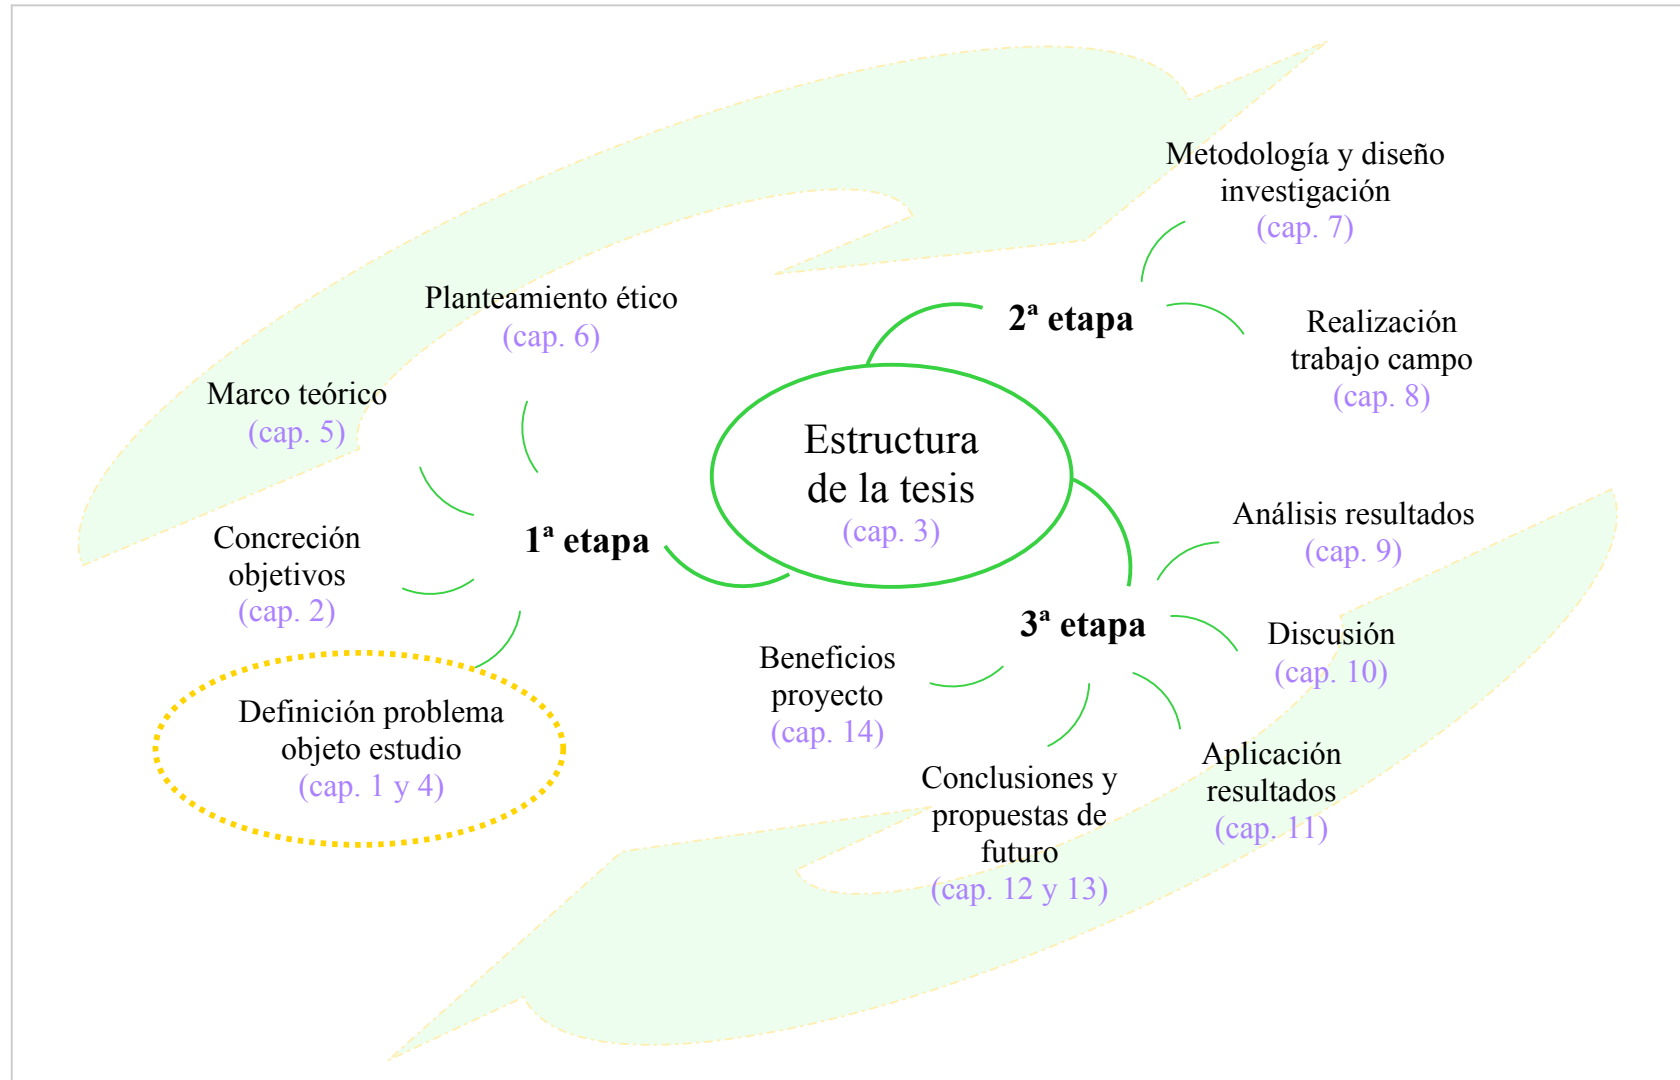 Estructura
de la tesis
(cap. 3)
1ª etapa
Definición problema
objeto estudio
(cap. 1 y 4)
Concreción
objetivos
(cap. 2)
Marco teórico
(cap. 5)
Planteamiento ético
(cap. 6)
2ª etapa
Metodología y diseño
investigación
(cap. 7)
Realización
trabajo campo
(cap. 8)
3ª etapa
Análisis resultados
(cap. 9)
Discusión
(cap. 10)
Aplicación
resultados
(cap. 11)
Conclusiones y
propuestas de
futuro
(cap. 12 y 13)
Beneficios
proyecto
(cap. 14)